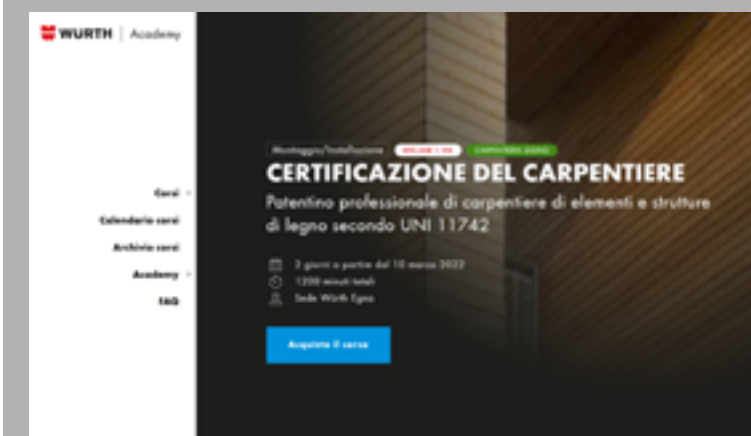 WURTH | Academy
Corsi
Calendario corsi
Archivio corsi
Academy
FAQ
Montaggio/Installazione
CARPENTERIA LEGNO
CERTIFICAZIONE DEL CARPENTIERE
Patentino professionale di carpentiere di elementi e strutture
di legno secondo UNI 11742
2 giorni a partire dal 10 marzo 2022
1200 minuti totali
Sede Würth Egna
Acquista il corso